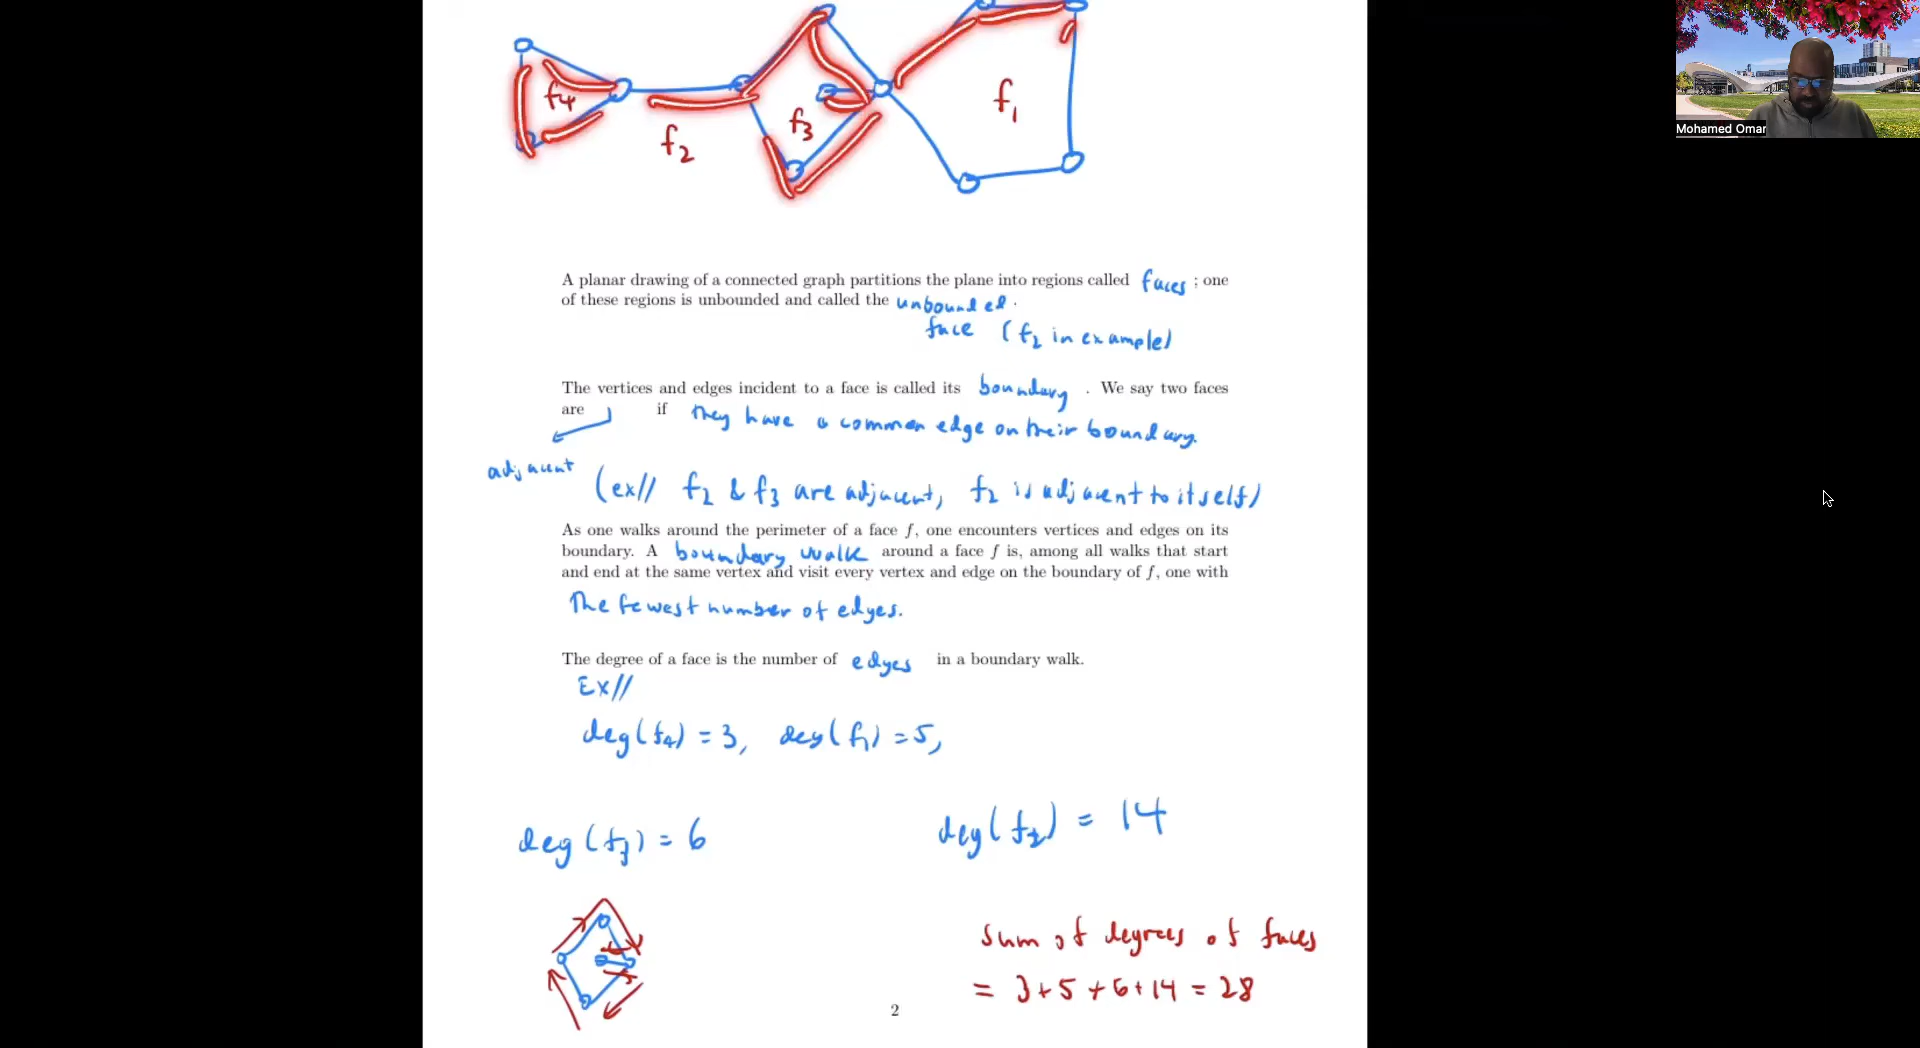 Mohamed Omar
f4
f2
f3
f1
A planar drawing of a connected graph partitions the plane into regions called faces ; one
of these regions is unbounded and called the unbounded .
face (f2 in example)
The vertices and edges incident to a face is called its boundary . We say two faces
are if they have a common edge on their boundary.
adjacent (ex// f2 & f3 are adjacent, f2 is adjacent to itself)
As one walks around the perimeter of a face f, one encounters vertices and edges on its
boundary. A boundary walk around a face f is, among all walks that start
and end at the same vertex and visit every vertex and edge on the boundary of f, one with
The fewest number of edges.
The degree of a face is the number of edges in a boundary walk.
Ex//
deg(f4) = 3, deg(f1) = 5,
deg(f3) = 6
deg(f2) = 14
Sum of degrees of faces
= 3+5+6+14 = 28
2